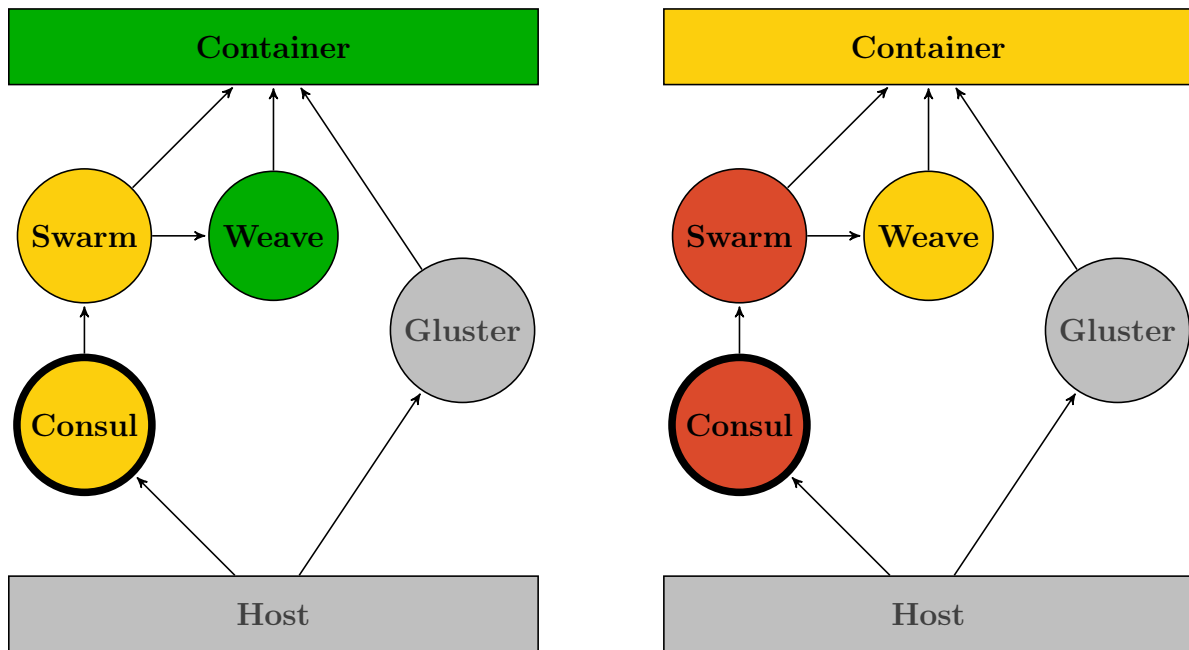 Container
Swarm
Weave
Gluster
Consul
Host
Container
Swarm
Weave
Gluster
Consul
Host